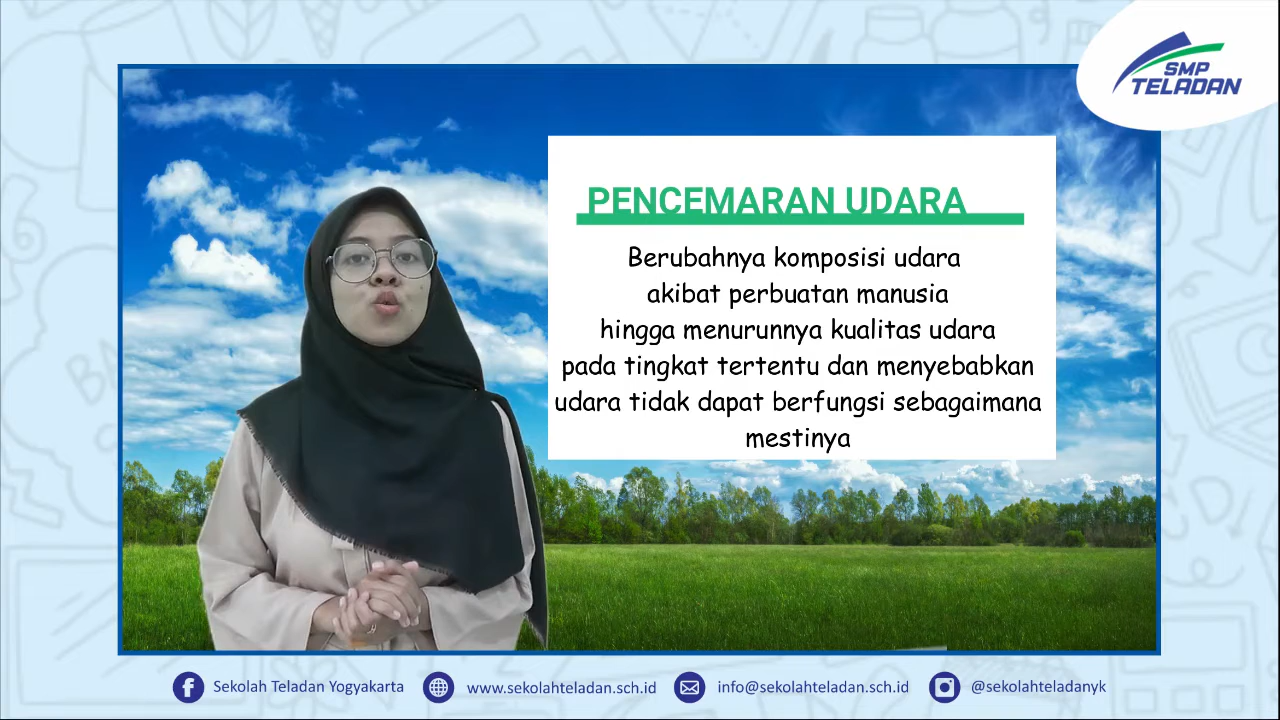 SMP
TELADAN
PENCEMARAN UDARA
Berubahnya komposisi udara
akibat perbuatan manusia
hingga menurunnya kualitas udara
pada tingkat tertentu dan menyebabkan
udara tidak dapat berfungsi sebagaimana
mestinya
Sekolah Teladan Yogyakarta
www.sekolahteladan.sch.id
info@sekolahteladan.sch.id
@sekolahteladanyk